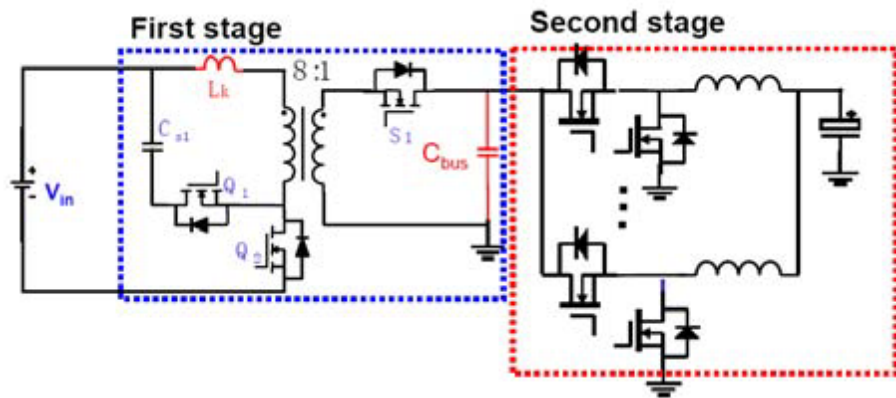 First stage
Second stage
8:1
Lk
Cs1
S1
Cbus
Vin
+
-
Q1
Q2